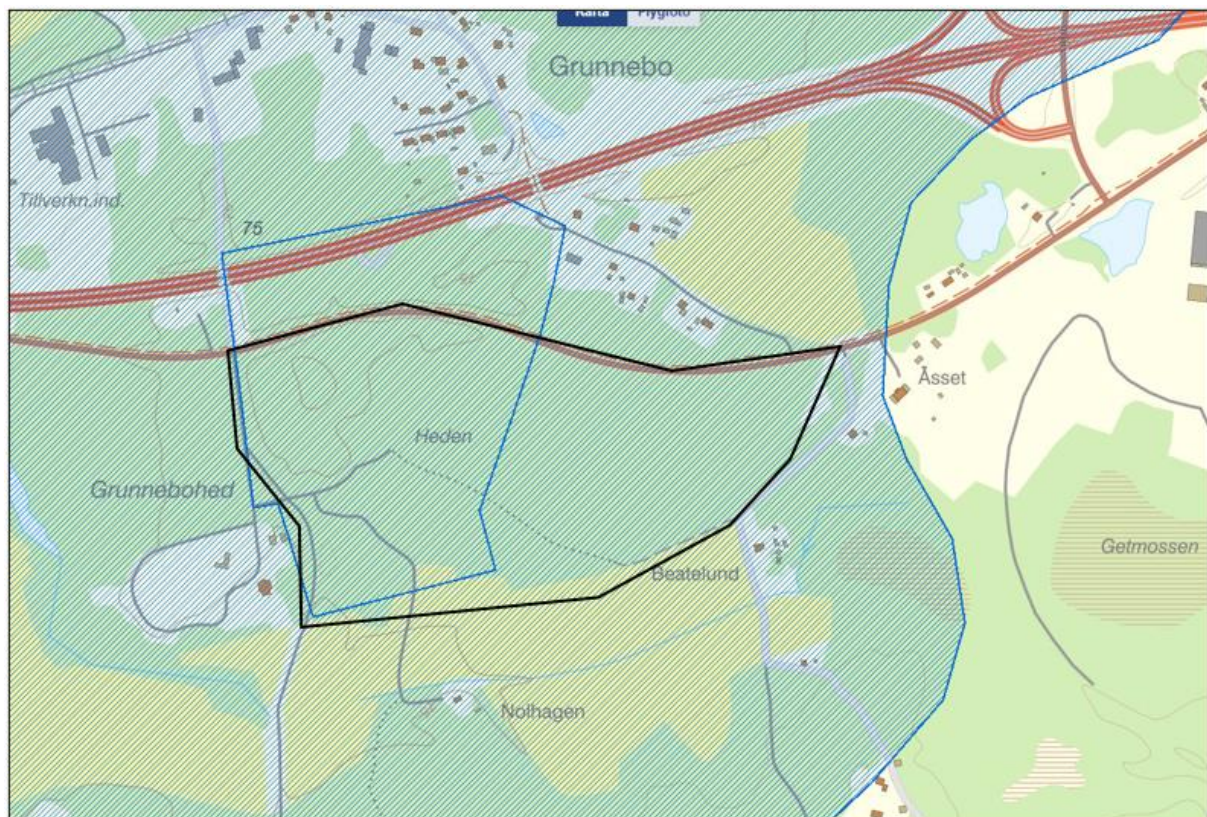 Karta Flygfoto
Grunnebo
Tillverkn.ind.
75
Åsset
Heden
Grunnebohed
Getmossen
Beatelund
Nolhagen